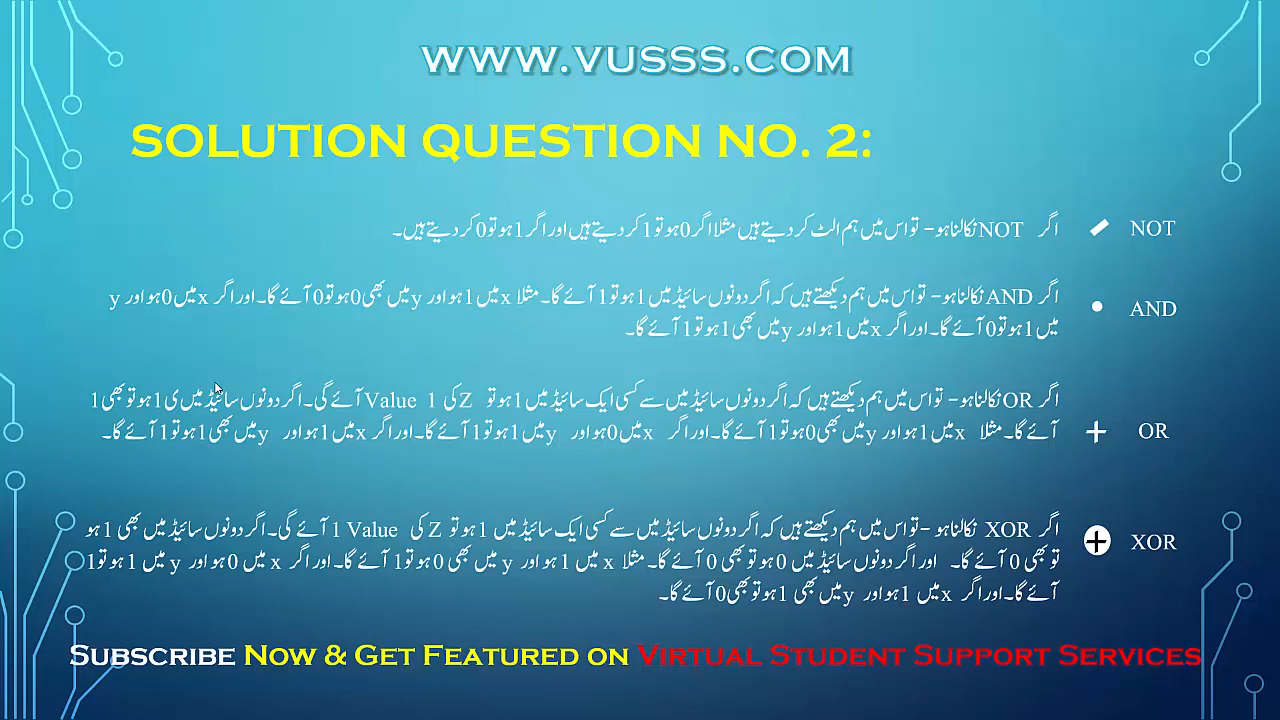 WWW.VUSSS.COM
SOLUTION QUESTION NO. 2:
NOT اگر NOT نکالنا ہو - تو اس میں ہم الٹ کر دیتے ہیں مثلا اگر 0 ہو تو 1 کر دیتے ہیں اور اگر 1 ہو تو 0 کر دیتے ہیں۔
AND • اگر AND نکالنا ہو - تو اس میں ہم دیکھتے ہیں کہ اگر دونوں سائیڈ میں 1 ہو تو 1 آئے گا۔ مثلا x میں 1 ہو اور y میں بھی 0 ہو تو 0 آئے گا۔ اور اگر x میں 0 ہو اور y
میں 1 ہو تو 0 آئے گا۔ اور اگر x میں 1 ہو اور y میں بھی 1 ہو تو 1 آئے گا۔
اگر OR نکالنا ہو - تو اس میں ہم دیکھتے ہیں کہ اگر دونوں سائیڈ میں سے کسی ایک سائیڈ میں 1 ہو تو Z کی Value 1 آئے گی۔ اگر دونوں سائیڈ میں ی 1 ہو تو بھی 1
OR + آئے گا۔ مثلا x میں 1 ہو اور y میں بھی 0 ہو تو 1 آئے گا۔ اور اگر x میں 0 ہو اور y میں 1 ہو تو 1 آئے گا۔ اور اگر x میں 1 ہو اور y میں بھی 1 ہو تو 1 آئے گا۔
XOR ⊕ اگر XOR نکالنا ہو - تو اس میں ہم دیکھتے ہیں کہ اگر دونوں سائیڈ میں سے کسی ایک سائیڈ میں 1 ہو تو Z کی Value 1 آئے گی۔ اگر دونوں سائیڈ میں بھی 1 ہو
تو بھی 0 آئے گا۔ اور اگر دونوں سائیڈ میں 0 ہو تو بھی 0 آئے گا۔ مثلا x میں 1 ہو اور y میں بھی 0 ہو تو 1 آئے گا۔ اور اگر x میں 0 ہو اور y میں 1 ہو تو 1
آئے گا۔ اور اگر x میں 1 ہو اور y میں بھی 1 ہو تو بھی 0 آئے گا۔
SUBSCRIBE NOW & GET FEATURED ON VIRTUAL STUDENT SUPPORT SERVICES